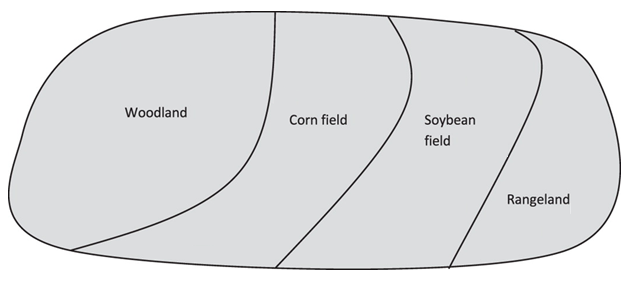 Woodland
Corn field
Soybean
field
Rangeland